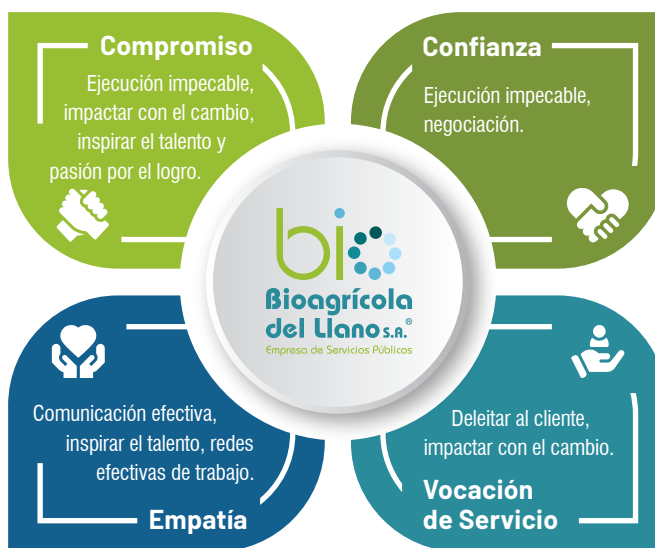 Compromiso
Ejecución impecable,
impactar con el cambio,
inspirar el talento y
pasión por el logro.
Confianza
Ejecución impecable,
negociación.
bio
Bioagrícola
del Llano S.A.®
Empresa de Servicios Públicos
Comunicación efectiva,
inspirar el talento, redes
efectivas de trabajo.
Empatía
Deleitar al cliente,
impactar con el cambio.
Vocación
de Servicio